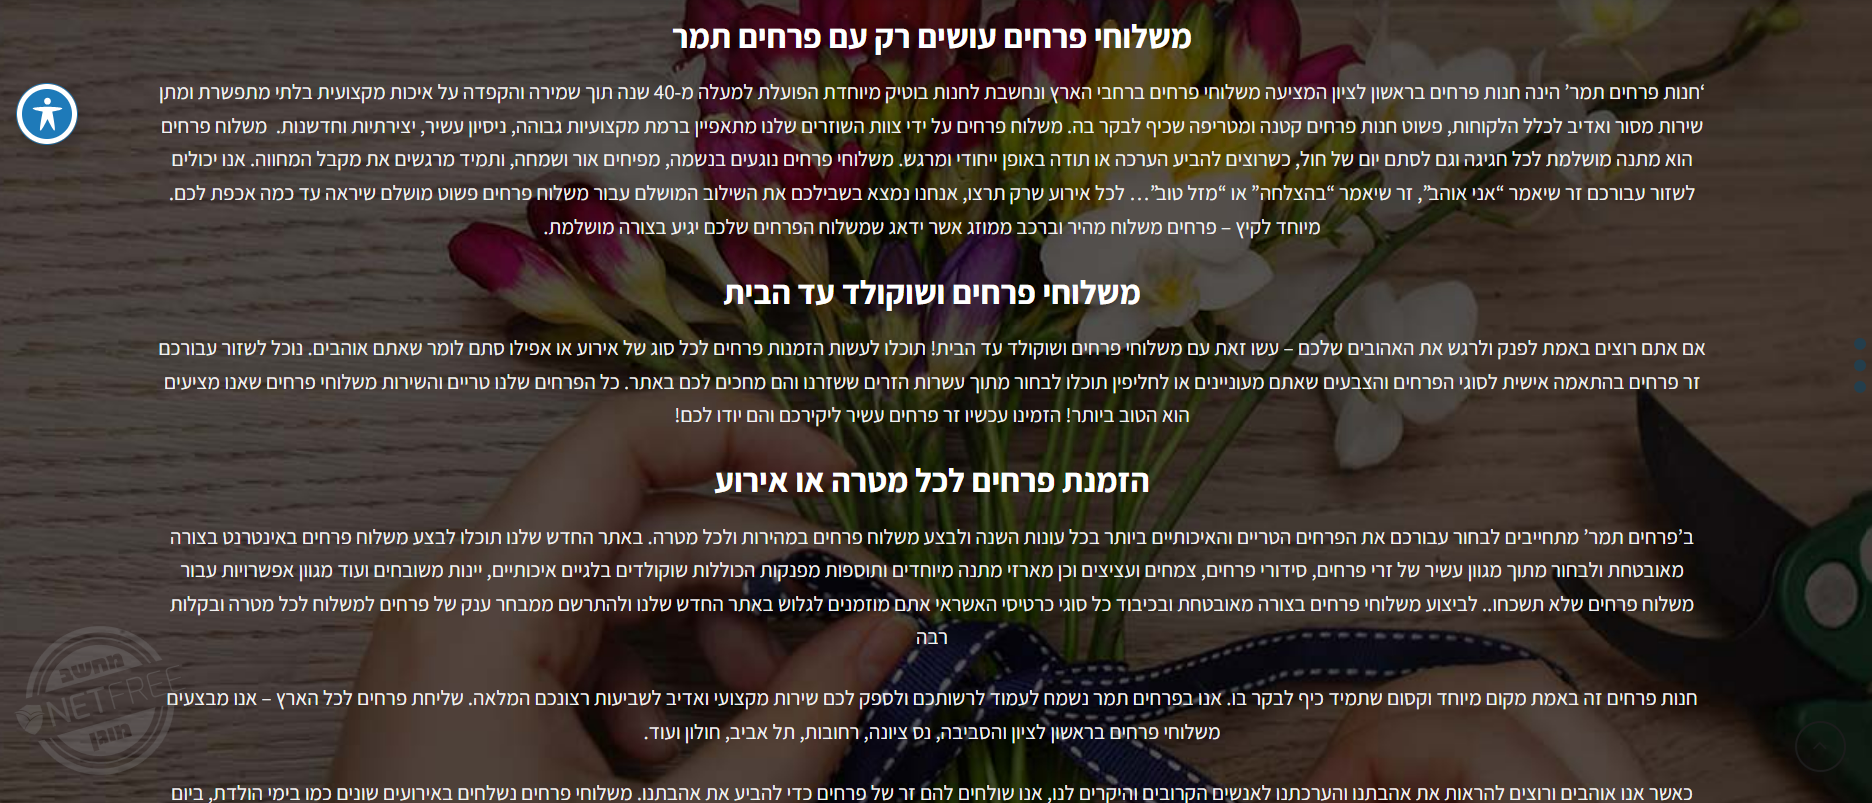 משלוחי פרחים עושים רק עם פרחים תמר
'חנות פרחים תמר' הינה חנות פרחים בראשון לציון המציעה משלוחי פרחים ברחבי הארץ ונחשבת לחנות בוטיק מיוחדת הפועלת למעלה מ-40 שנה תוך שמירה והקפדה על איכות מקצועית בלתי מתפשרת ומתן
שירות מסור ואדיב לכלל הלקוחות, פשוט חנות פרחים קטנה ומטריפה שכיף לבקר בה. משלוח פרחים על ידי צוות השוזרים שלנו מתאפיין ברמת מקצועיות גבוהה, ניסיון עשיר, יצירתיות וחדשנות.  משלוח פרחים
הוא מתנה מושלמת לכל חגיגה וגם לסתם יום של חול, כשרוצים להביע הערכה או תודה באופן ייחודי ומרגש. משלוחי פרחים נוגעים בנשמה, מפיחים אור ושמחה, ותמיד מרגשים את מקבל המחווה. אנו יכולים
לשזור עבורכם זר שיאמר "אני אוהב", זר שיאמר "בהצלחה" או "מזל טוב"… לכל אירוע שרק תרצו, אנחנו נמצא בשבילכם את השילוב המושלם עבור משלוח פרחים פשוט מושלם שיראה עד כמה אכפת לכם.
מיוחד לקיץ – פרחים משלוח מהיר וברכב ממוזג אשר ידאג שמשלוח הפרחים שלכם יגיע בצורה מושלמת.
משלוחי פרחים ושוקולד עד הבית
אם אתם רוצים באמת לפנק ולרגש את האהובים שלכם – עשו זאת עם משלוחי פרחים ושוקולד עד הבית! תוכלו לעשות הזמנות פרחים לכל סוג של אירוע או אפילו סתם לומר שאתם אוהבים. נוכל לשזור עבורכם
זר פרחים בהתאמה אישית לסוגי הפרחים והצבעים שאתם מעוניינים או לחליפין תוכלו לבחור מתוך עשרות הזרים ששזרנו והם מחכים לכם באתר. כל הפרחים שלנו טריים והשירות משלוחי פרחים שאנו מציעים
הוא הטוב ביותר! הזמינו עכשיו זר פרחים עשיר ליקירכם והם יודו לכם!
הזמנת פרחים לכל מטרה או אירוע
ב'פרחים תמר' מתחייבים לבחור עבורכם את הפרחים הטריים והאיכותיים ביותר בכל עונות השנה ולבצע משלוח פרחים במהירות ולכל מטרה. באתר החדש שלנו תוכלו לבצע משלוח פרחים באינטרנט בצורה
מאובטחת ולבחור מתוך מגוון עשיר של זרי פרחים, סידורי פרחים, צמחים ועציצים וכן מארזי מתנה מיוחדים ותוספות מפנקות הכוללות שוקולדים בלגיים איכותיים, יינות משובחים ועוד מגוון אפשרויות עבור
משלוח פרחים שלא תשכחו.. לביצוע משלוחי פרחים בצורה מאובטחת ובכיבוד כל סוגי כרטיסי האשראי אתם מוזמנים לגלוש באתר החדש שלנו ולהתרשם ממבחר ענק של פרחים למשלוח לכל מטרה ובקלות
רבה
חנות פרחים זה באמת מקום מיוחד וקסום שתמיד כיף לבקר בו. אנו בפרחים תמר נשמח לעמוד לרשותכם ולספק לכם שירות מקצועי ואדיב לשביעות רצונכם המלאה. שליחת פרחים לכל הארץ – אנו מבצעים
משלוחי פרחים בראשון לציון והסביבה, נס ציונה, רחובות, תל אביב, חולון ועוד.
כאשר אנו אוהבים ורוצים להראות את אהבתנו והערכתנו לאנשים הקרובים והיקרים לנו, אנו שולחים להם זר של פרחים כדי להביע את אהבתנו. משלוחי פרחים נשלחים באירועים שונים כמו בימי הולדת, ביום
מחשב
NETFREE
מוגן